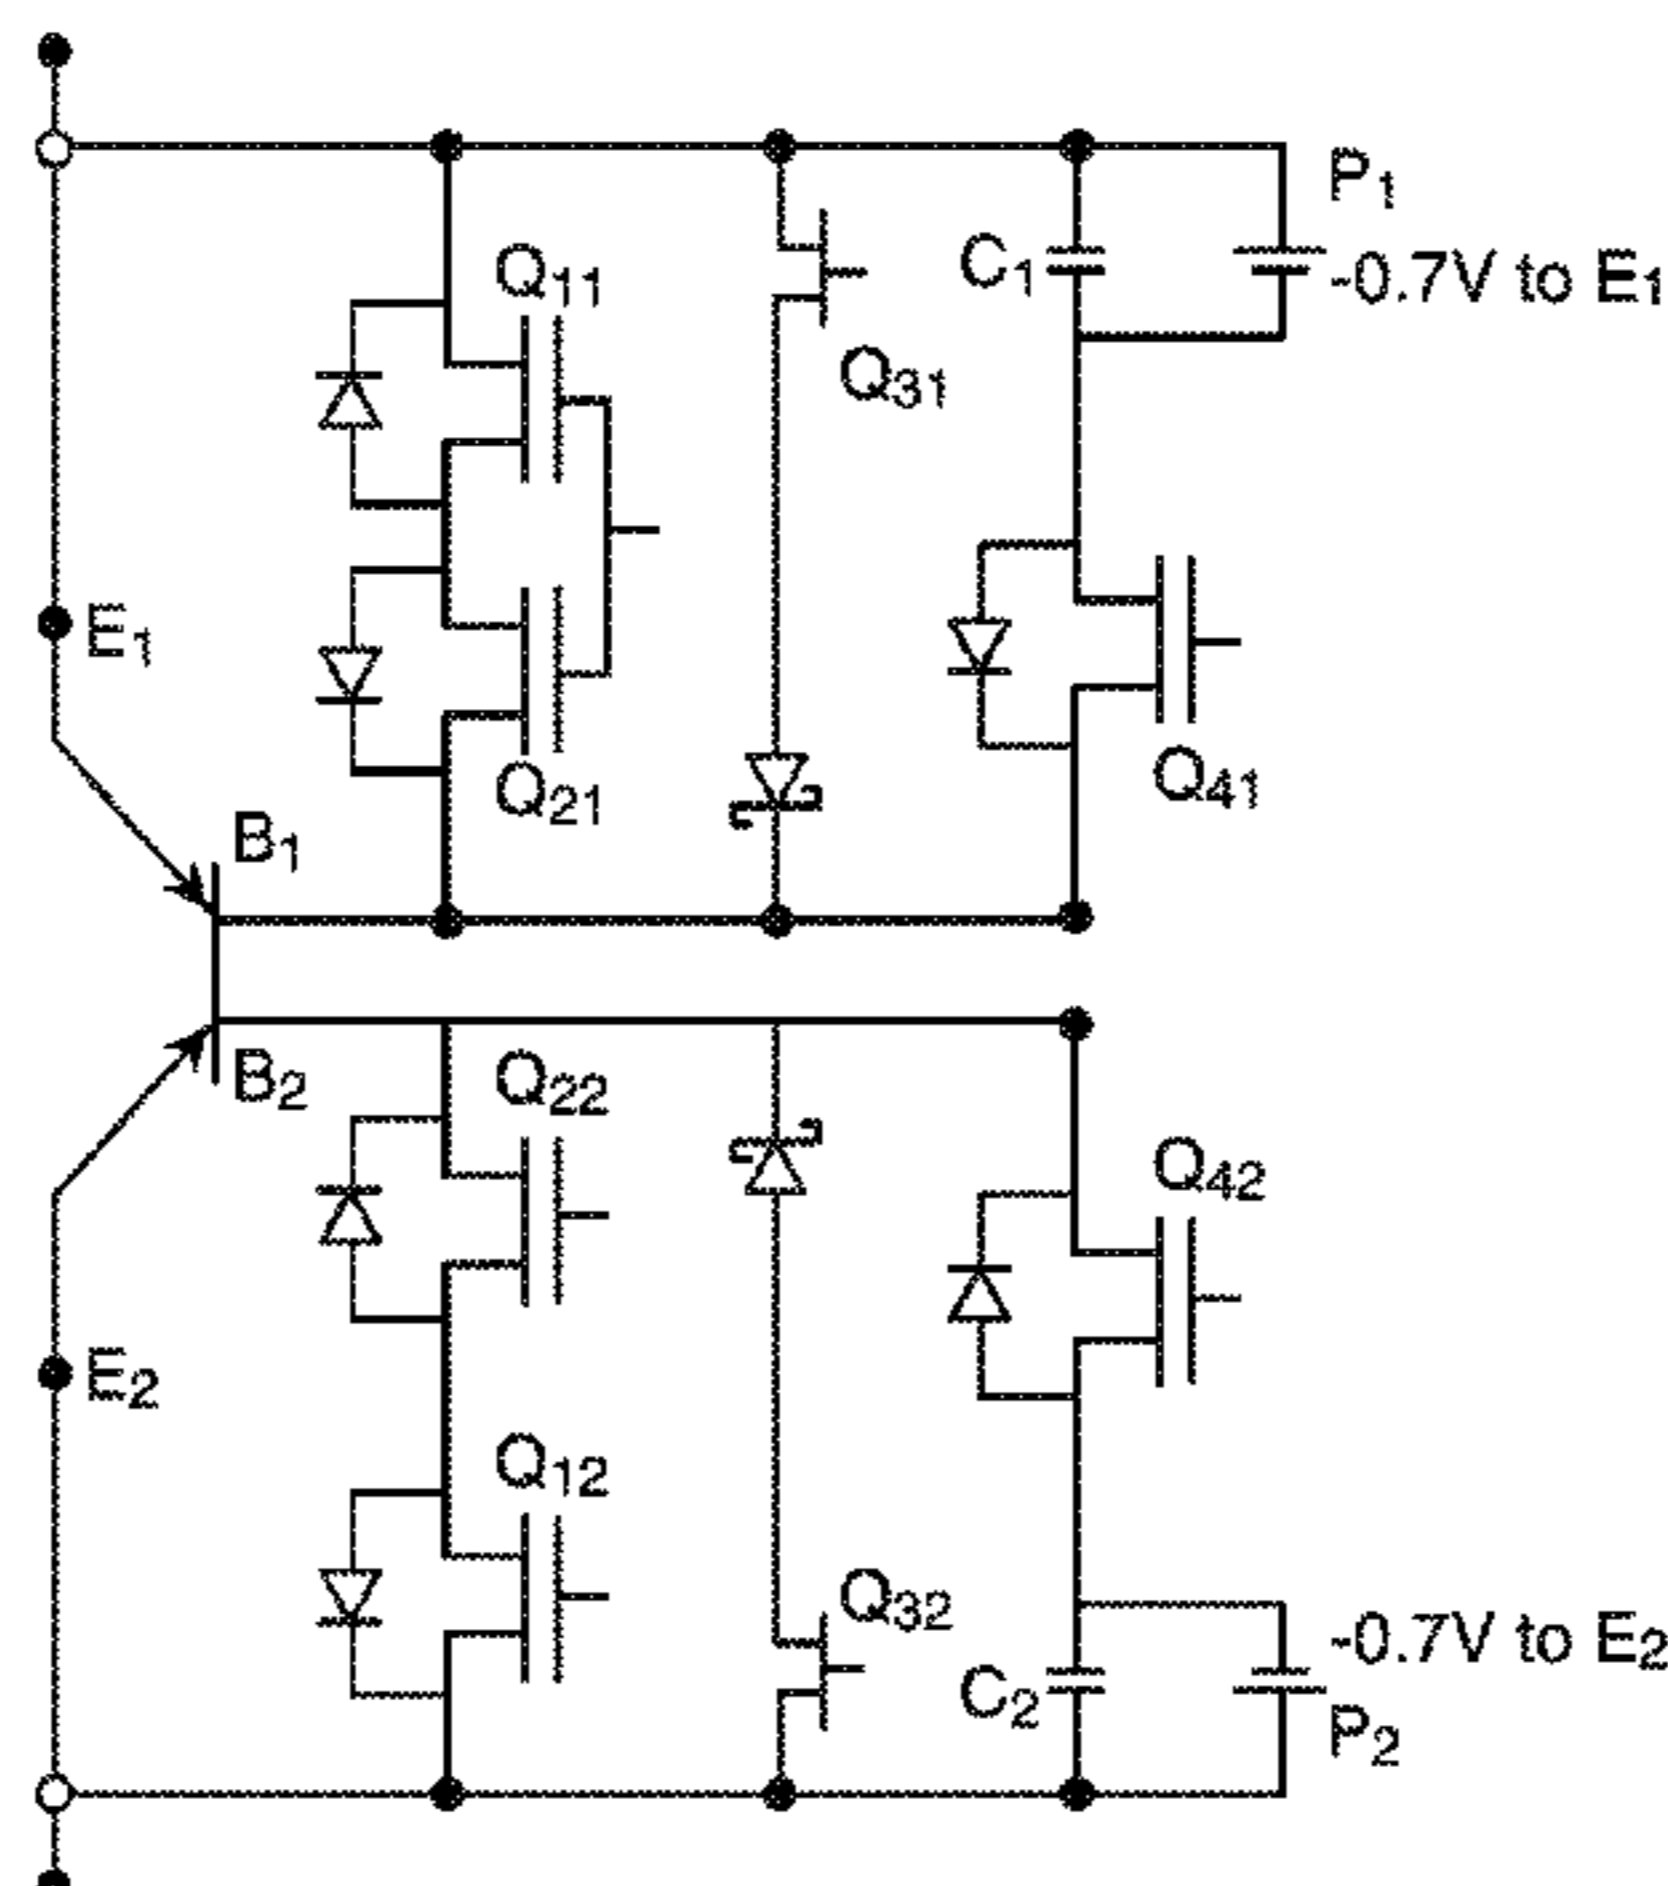 P1
Q11
C1
-0.7V to E1
Q31
E1
Q41
Q21
B1
B2
Q22
Q42
E2
Q12
Q32
-0.7V to E2
C2
P2